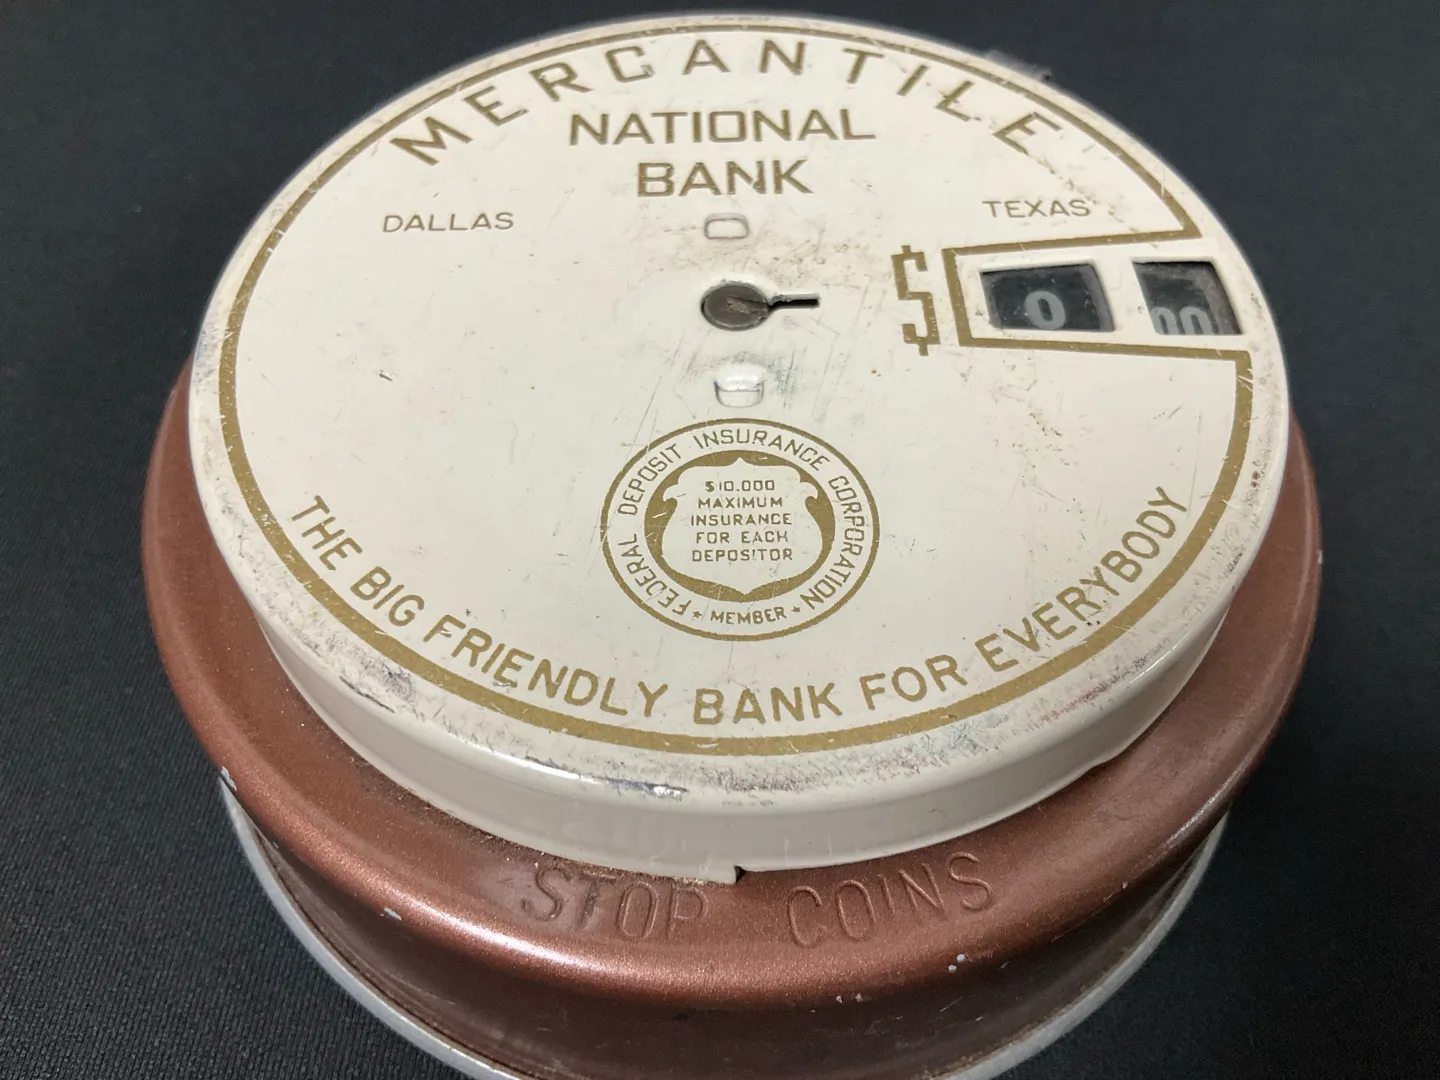 MERCANTILE
NATIONAL
BANK
DALLAS
TEXAS
$
0
00
FEDERAL DEPOSIT INSURANCE CORPORATION
$10,000
MAXIMUM
INSURANCE
FOR EACH
DEPOSITOR
★ MEMBER ★
THE BIG FRIENDLY BANK FOR EVERYBODY
STOP COINS